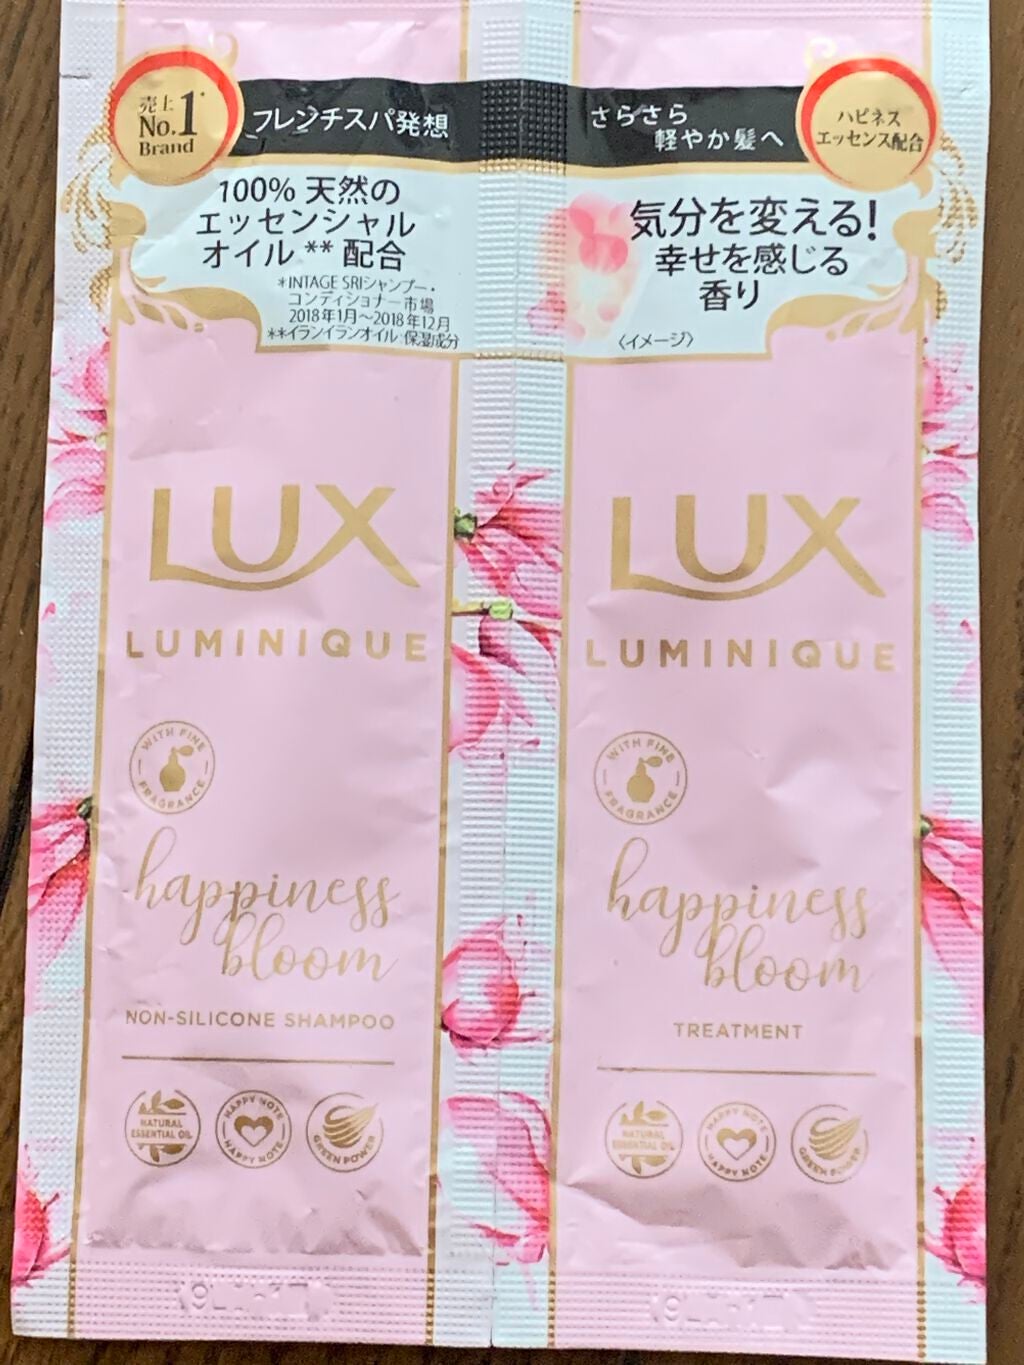 売上
No.1*
Brand
フレンチスパ発想
100% 天然の
エッセンシャル
オイル ** 配合
*INTAGE SRIシャンプー・
コンディショナー市場
2018年1月～2018年12月
**イランイランオイル:保湿成分
LUX
LUMINIQUE
WITH FINE
FRAGRANCE
happiness
bloom
NON-SILICONE SHAMPOO
NATURAL
ESSENTIAL OIL
HAPPY NOTE
HAPPY NOTE
GREEN POWER
さらさら
軽やか髪へ
ハピネス
エッセンス配合
気分を変える!
幸せを感じる
香り
〈イメージ〉
LUX
LUMINIQUE
WITH FINE
FRAGRANCE
happiness
bloom
TREATMENT
NATURAL
ESSENTIAL OIL
HAPPY NOTE
HAPPY NOTE
GREEN POWER